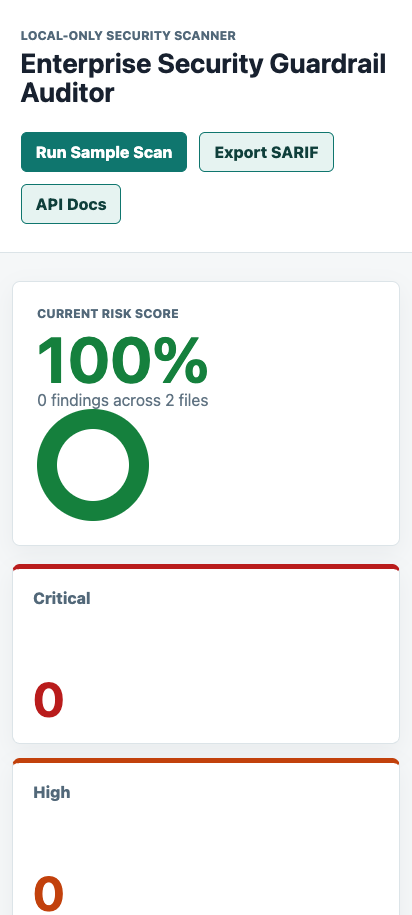 LOCAL-ONLY SECURITY SCANNER
Enterprise Security Guardrail
Auditor
Run Sample Scan
Export SARIF
API Docs
CURRENT RISK SCORE
100%
0 findings across 2 files
Critical
0
High
0